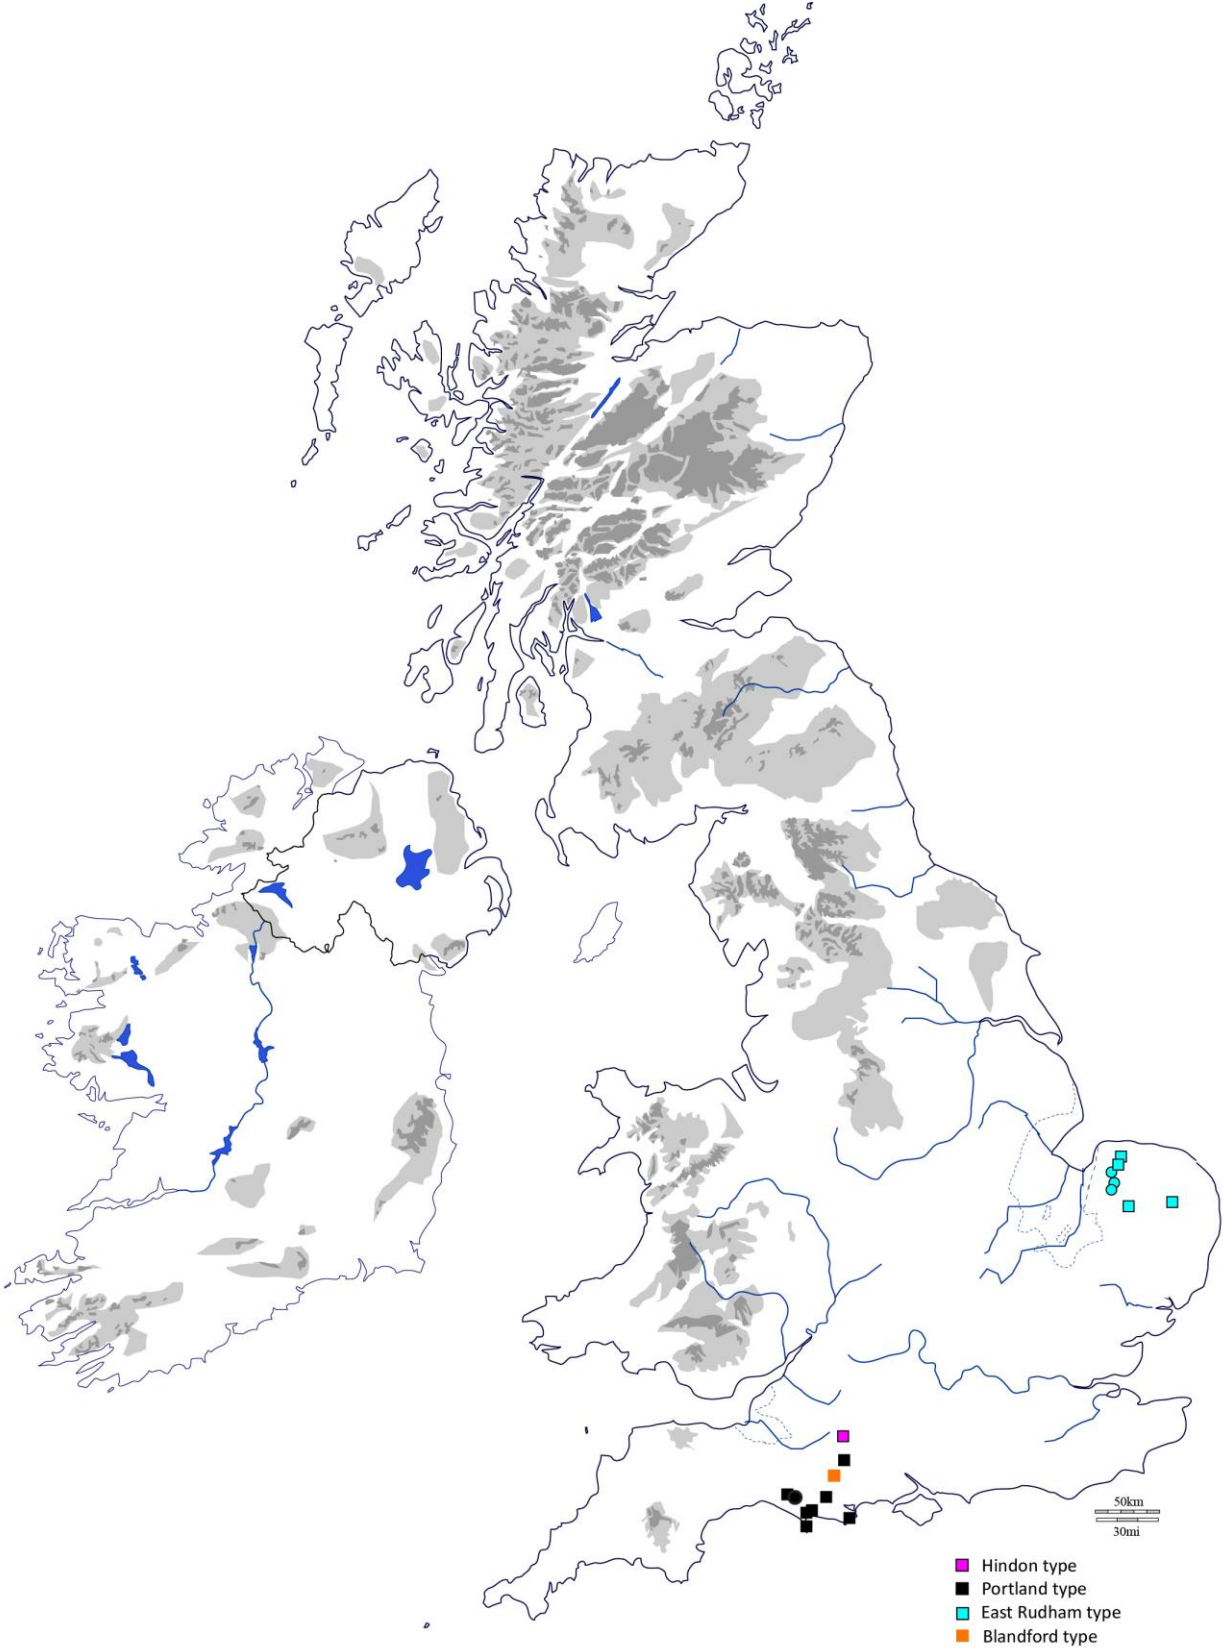 50km
30mi
Hindon type
Portland type
East Rudham type
Blandford type